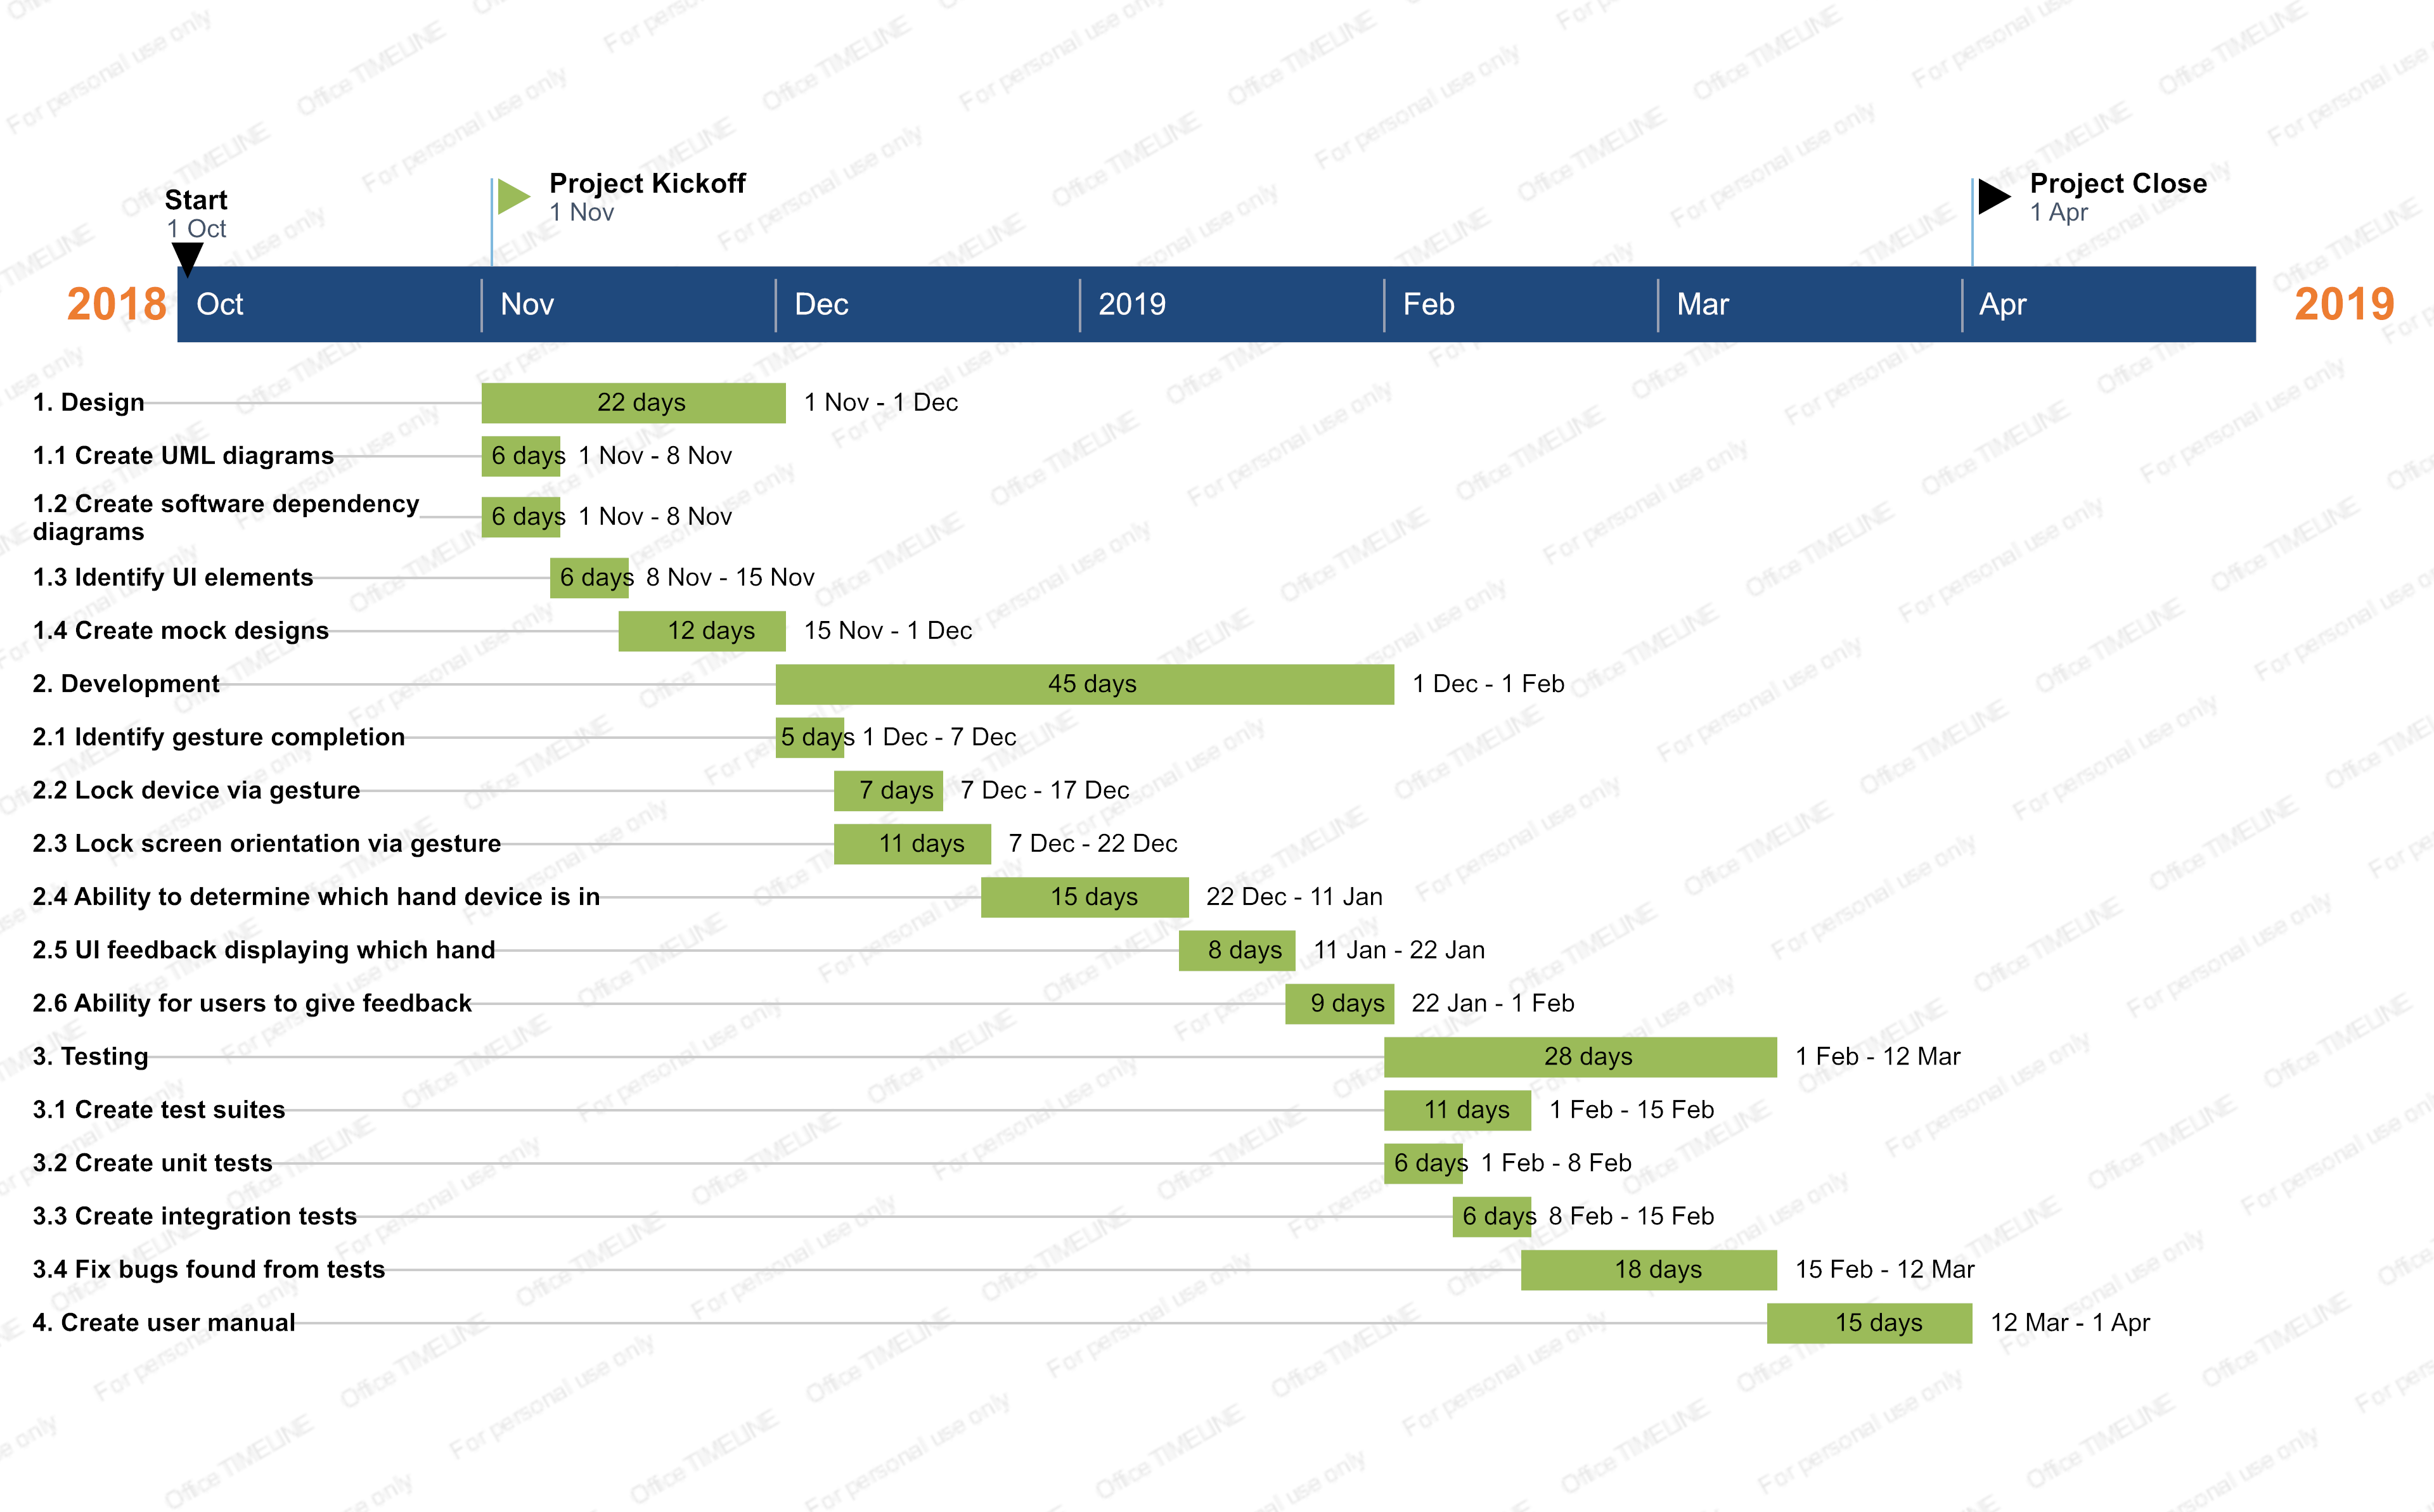 Start
1 Oct
Project Kickoff
1 Nov
Project Close
1 Apr
2018
Oct
Nov
Dec
2019
Feb
Mar
Apr
2019
1. Design
22 days
1 Nov - 1 Dec
1.1 Create UML diagrams
6 days
1 Nov - 8 Nov
1.2 Create software dependency
diagrams
6 days
1 Nov - 8 Nov
1.3 Identify UI elements
6 days
8 Nov - 15 Nov
1.4 Create mock designs
12 days
15 Nov - 1 Dec
2. Development
45 days
1 Dec - 1 Feb
2.1 Identify gesture completion
5 days
1 Dec - 7 Dec
2.2 Lock device via gesture
7 days
7 Dec - 17 Dec
2.3 Lock screen orientation via gesture
11 days
7 Dec - 22 Dec
2.4 Ability to determine which hand device is in
15 days
22 Dec - 11 Jan
2.5 UI feedback displaying which hand
8 days
11 Jan - 22 Jan
2.6 Ability for users to give feedback
9 days
22 Jan - 1 Feb
3. Testing
28 days
1 Feb - 12 Mar
3.1 Create test suites
11 days
1 Feb - 15 Feb
3.2 Create unit tests
6 days
1 Feb - 8 Feb
3.3 Create integration tests
6 days
8 Feb - 15 Feb
3.4 Fix bugs found from tests
18 days
15 Feb - 12 Mar
4. Create user manual
15 days
12 Mar - 1 Apr
Office TIMELINE
For personal use only